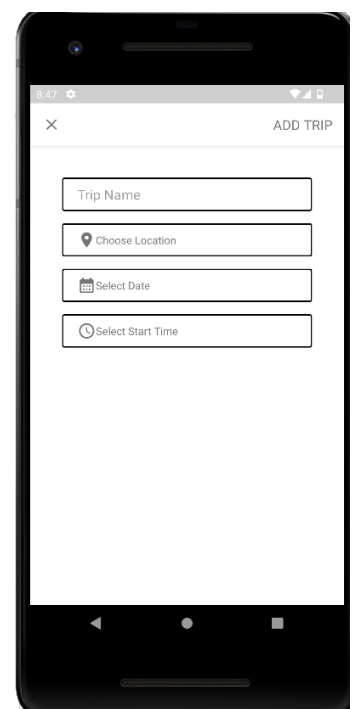 8:47
ADD TRIP
Trip Name
Choose Location
Select Date
Select Start Time